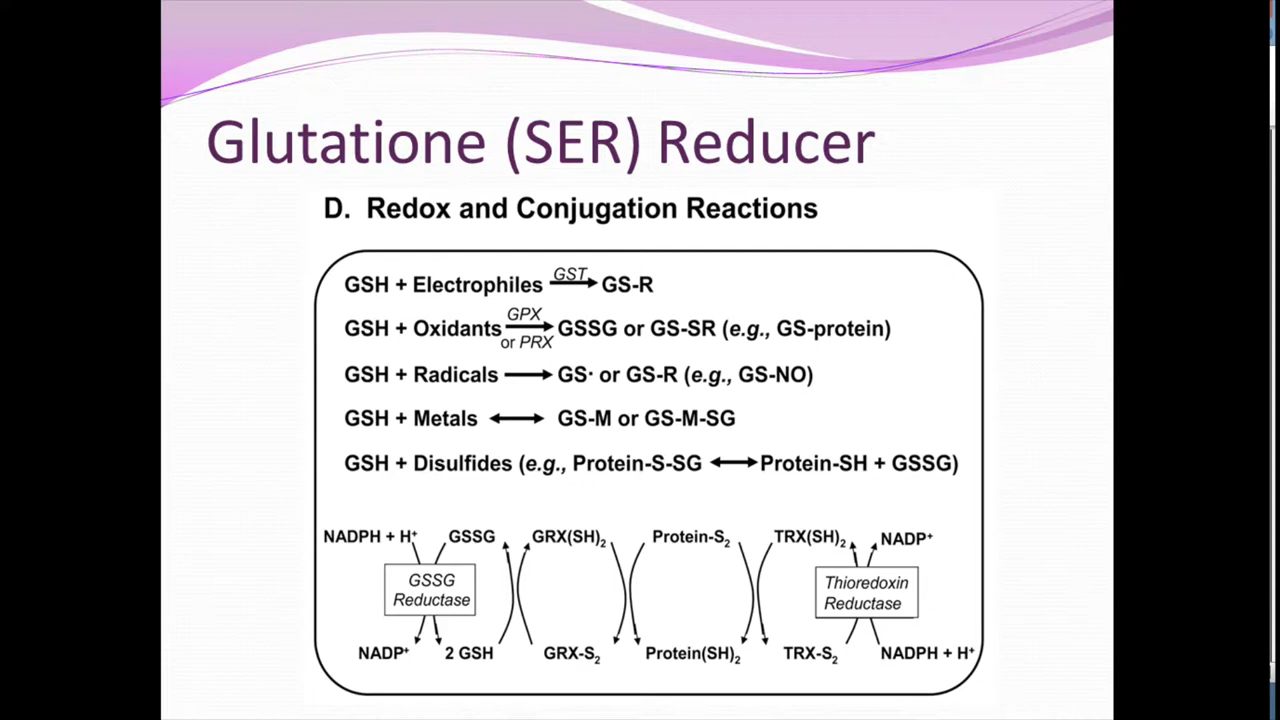 Glutatione (SER) Reducer
D. Redox and Conjugation Reactions
GSH + Electrophiles GST GS-R
GSH + Oxidants GPX or PRX GSSG or GS-SR (e.g., GS-protein)
GSH + Radicals → GS· or GS-R (e.g., GS-NO)
GSH + Metals ↔ GS-M or GS-M-SG
GSH + Disulfides (e.g., Protein-S-SG ↔ Protein-SH + GSSG)
NADPH + H⁺ GSSG GRX(SH)₂ Protein-S₂ TRX(SH)₂ NADP⁺
GSSG Reductase
Thioredoxin Reductase
NADP⁺ 2 GSH GRX-S₂ Protein(SH)₂ TRX-S₂ NADPH + H⁺